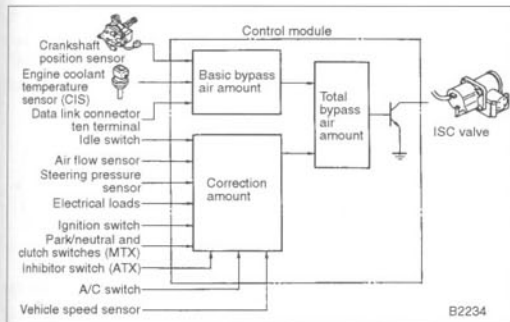 Control module
Crankshaft
position sensor
Engine coolant
temperature
sensor (CIS)
Data link connector
ten terminal
Basic bypass
air amount
Total
bypass
air
amount
ISC valve
Idle switch
Air flow sensor
Steering pressure
sensor
Electrical loads
Ignition switch
Park/neutral and
clutch switches (MTX)
Inhibitor switch (ATX)
A/C switch
Vehicle speed sensor
Correction
amount
B2234